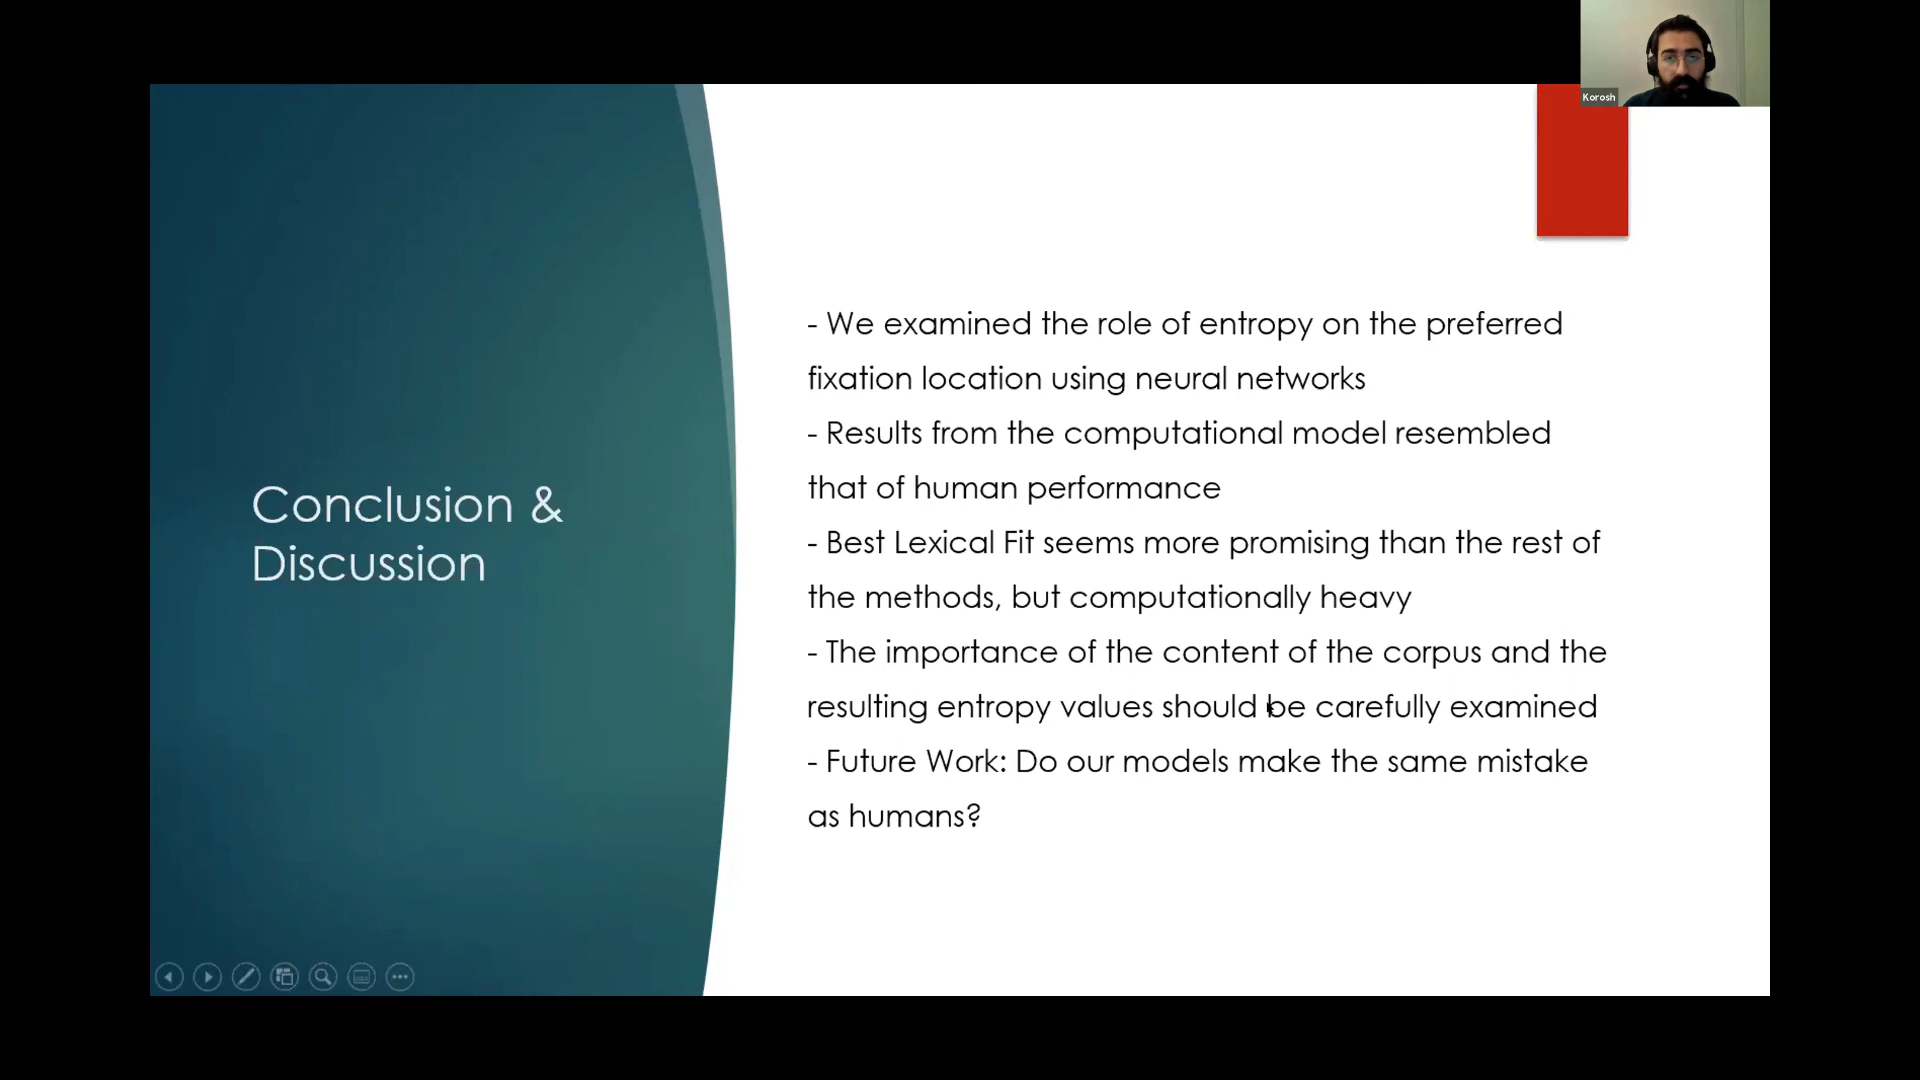 Korosh
Conclusion &
Discussion
- We examined the role of entropy on the preferred
fixation location using neural networks
- Results from the computational model resembled
that of human performance
- Best Lexical Fit seems more promising than the rest of
the methods, but computationally heavy
- The importance of the content of the corpus and the
resulting entropy values should be carefully examined
- Future Work: Do our models make the same mistake
as humans?